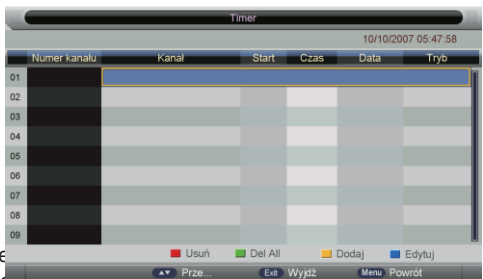 Timer
10/10/2007 05:47:58
Numer kanału Kanał Start Czas Data Tryb
01
02
03
04
05
06
07
08
09
Usuń Del All Dodaj Edytuj
Prze... Exit Wyjdż Menu Powrót